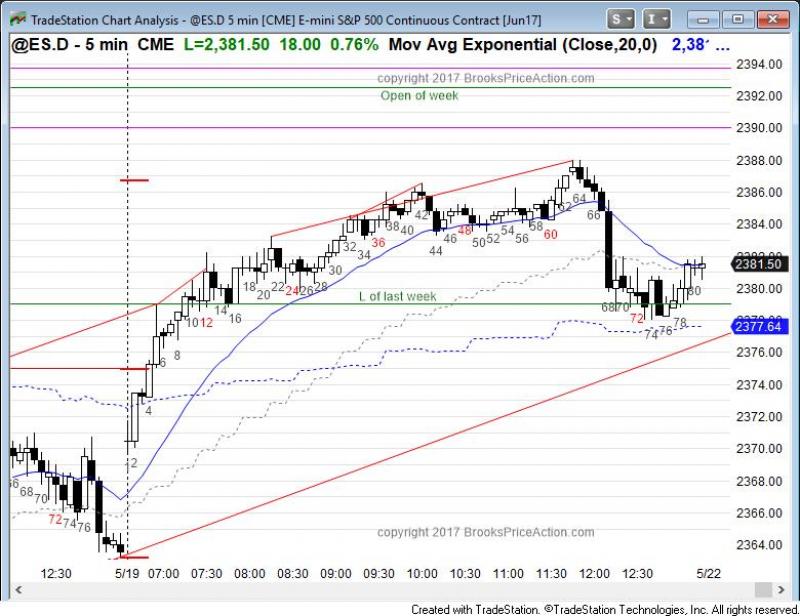 TradeStation Chart Analysis - @ES.D 5 min [CME] E-mini S&P 500 Continuous Contract [Jun17]
S I
@ES.D - 5 min CME L=2,381.50 18.00 0.76% Mov Avg Exponential (Close,20,0) 2,38 ...
2394.00
copyright 2017 BrooksPriceAction.com
Open of week
2392.00
2390.00
2388.00
2386.00
2384.00
2381.50
2380.00
L of last week
2377.64
2376.00
2374.00
2372.00
2370.00
2368.00
2366.00
2364.00
68 70 72 74 76
2 4 6 8 10 12 14 16 18 20 22 24 26 28 30 32 34 36 38 40 42 44 46 48 50 52 54 56 58 60 62 64 66 68 70 72 74 76 78 80
copyright 2017 BrooksPriceAction.com
12:30 5/19 07:00 07:30 08:00 08:30 09:00 09:30 10:00 10:30 11:00 11:30 12:00 12:30 5/22
Created with TradeStation. ©TradeStation Technologies, Inc. All rights reserved.